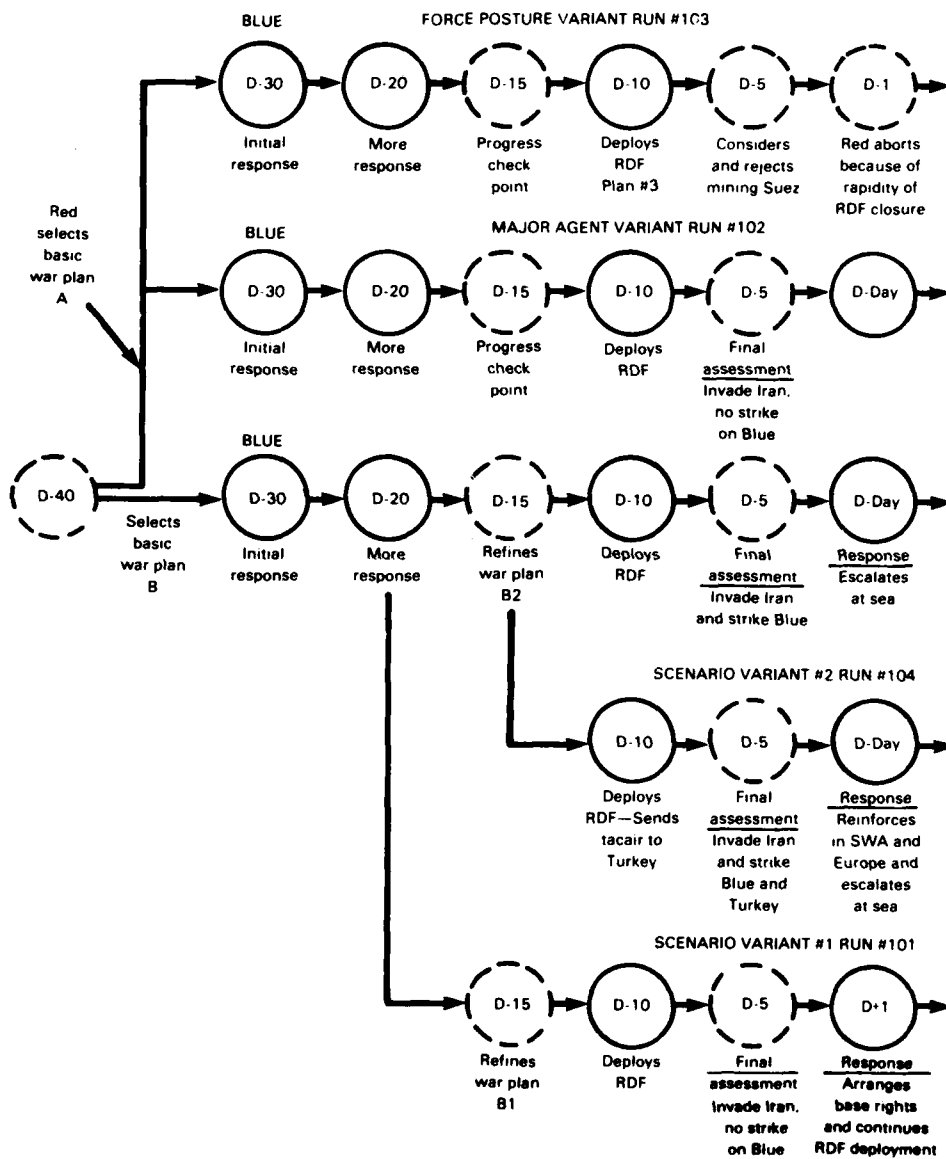 FORCE POSTURE VARIANT RUN #103
BLUE
D-30
D-20
D-15
D-10
D-5
D-1
Initial
response
More
response
Progress
check
point
Deploys
RDF
Plan #3
Considers
and rejects
mining Suez
Red aborts
because of
rapidity of
RDF closure
Red
selects
basic
war plan
A
MAJOR AGENT VARIANT RUN #102
BLUE
D-30
D-20
D-15
D-10
D-5
D-Day
Initial
response
More
response
Progress
check
point
Deploys
RDF
Final
assessment
Invade Iran,
no strike
on Blue
BLUE
D-40
D-30
D-20
D-15
D-10
D-5
D-Day
Selects
basic
war plan
B
Initial
response
More
response
Refines
war plan
B2
Deploys
RDF
Final
assessment
Invade Iran
and strike Blue
Response
Escalates
at sea
SCENARIO VARIANT #2 RUN #104
D-10
D-5
D-Day
Deploys
RDF—Sends
tacair to
Turkey
Final
assessment
Invade Iran
and strike
Blue and
Turkey
Response
Reinforces
in SWA and
Europe and
escalates
at sea
SCENARIO VARIANT #1 RUN #101
D-15
D-10
D-5
D+1
Refines
war plan
B1
Deploys
RDF
Final
assessment
Invade Iran,
no strike
on Blue
Response
Arranges
base rights
and continues
RDF deployment